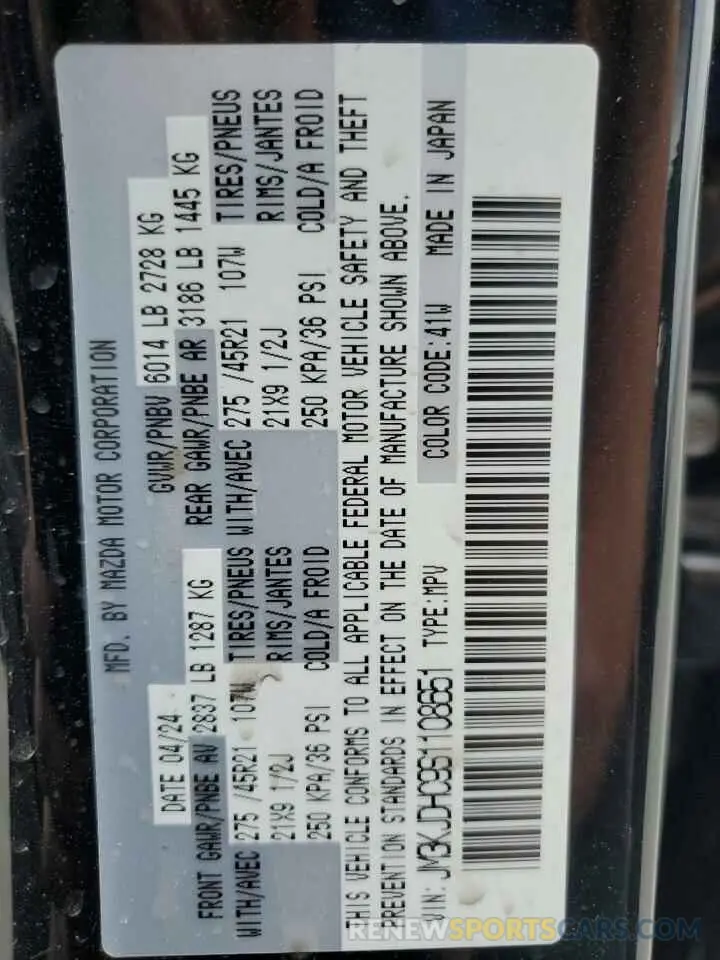 MFD. BY MAZDA MOTOR CORPORATION
DATE 04/24 GVWR/PNBV 6014 LB 2728 KG
FRONT GAWR/PNBE AV 2837 LB 1287 KG REAR GAWR/PNBE AR 3186 LB 1445 KG
WITH/AVEC 275 /45R21 107W TIRES/PNEUS WITH/AVEC 275 /45R21 107W TIRES/PNEUS
21X9 1/2J RIMS/JANTES 21X9 1/2J RIMS/JANTES
250 KPA/36 PSI COLD/A FROID 250 KPA/36 PSI COLD/A FROID
THIS VEHICLE CONFORMS TO ALL APPLICABLE FEDERAL MOTOR VEHICLE SAFETY AND THEFT
PREVENTION STANDARDS IN EFFECT ON THE DATE OF MANUFACTURE SHOWN ABOVE.
VIN: JM3KJDHC9S1108651 TYPE:MPV COLOR CODE:41W MADE IN JAPAN
RENEWSPORTSCARS.COM